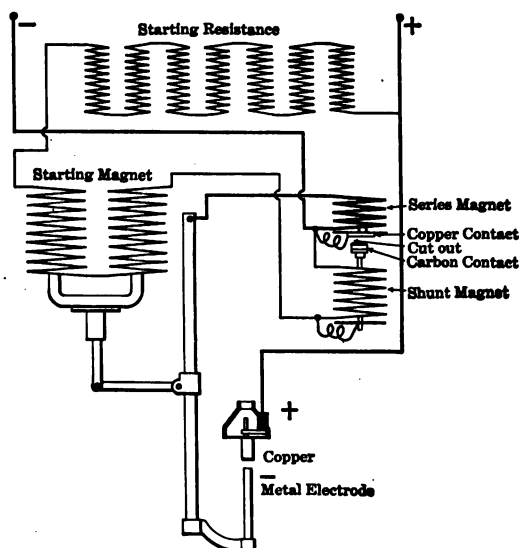 −
+
Starting Resistance
Starting Magnet
Series Magnet
Copper Contact
Cut out
Carbon Contact
Shunt Magnet
+
Copper
−
Metal Electrode